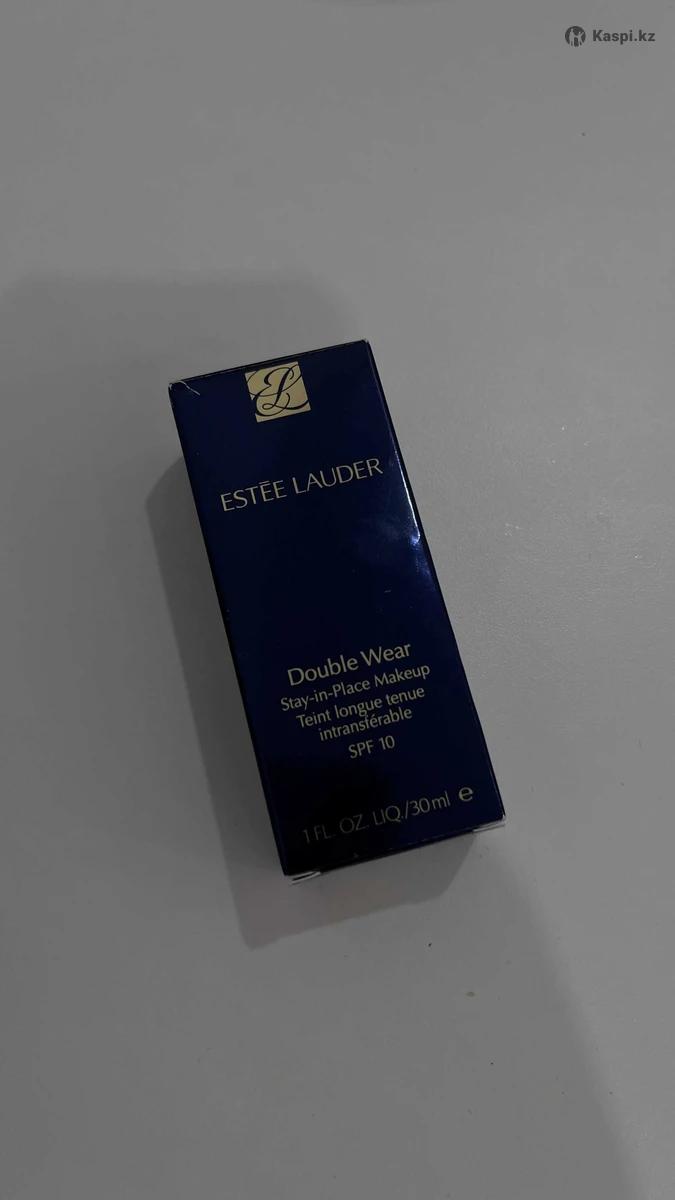 Kaspi.kz
ESTĒE LAUDER
Double Wear
Stay-in-Place Makeup
Teint longue tenue
intransférable
SPF 10
1 FL. OZ. LIQ./30 ml e